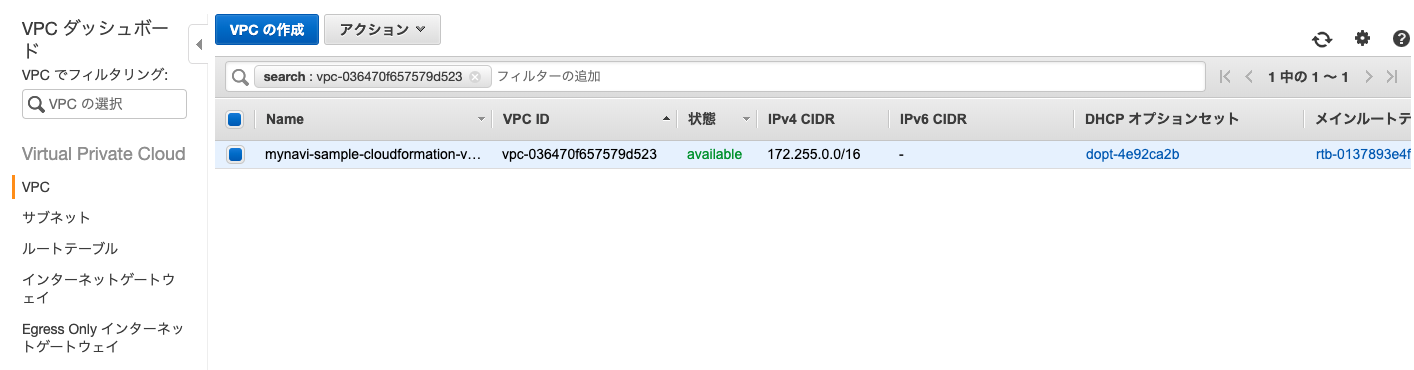 VPC ダッシュボー
ド
VPC でフィルタリング:
VPC の選択
Virtual Private Cloud
VPC
サブネット
ルートテーブル
インターネットゲートウ
ェイ
Egress Only インターネッ
トゲートウェイ
VPC の作成 アクション
search : vpc-036470f657579d523 フィルターの追加 1 中の 1 ～ 1
Name VPC ID 状態 IPv4 CIDR IPv6 CIDR DHCP オプションセット メインルートテ
mynavi-sample-cloudformation-v... vpc-036470f657579d523 available 172.255.0.0/16 - dopt-4e92ca2b rtb-0137893e4f